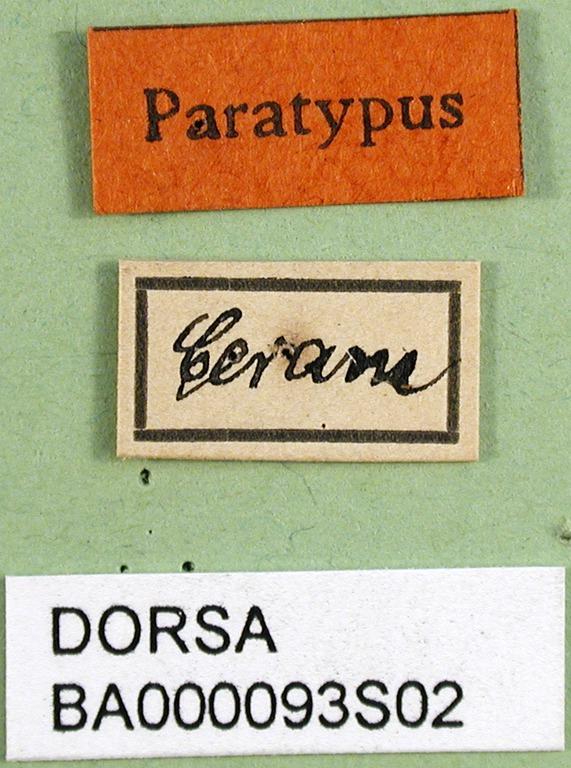 Paratypus
Ceram
DORSA
BA000093S02